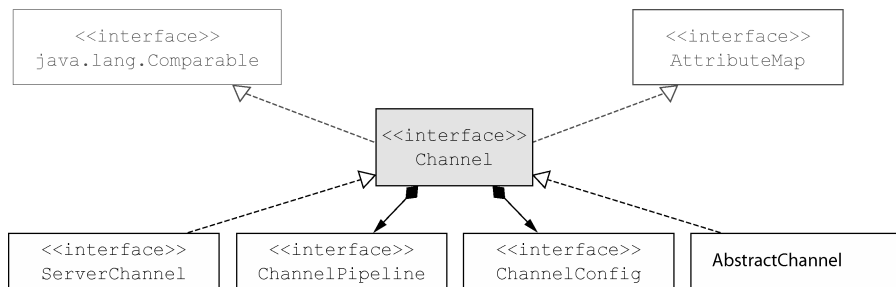 <<interface>>
java.lang.Comparable
<<interface>>
AttributeMap
<<interface>>
Channel
<<interface>>
ServerChannel
<<interface>>
ChannelPipeline
<<interface>>
ChannelConfig
AbstractChannel